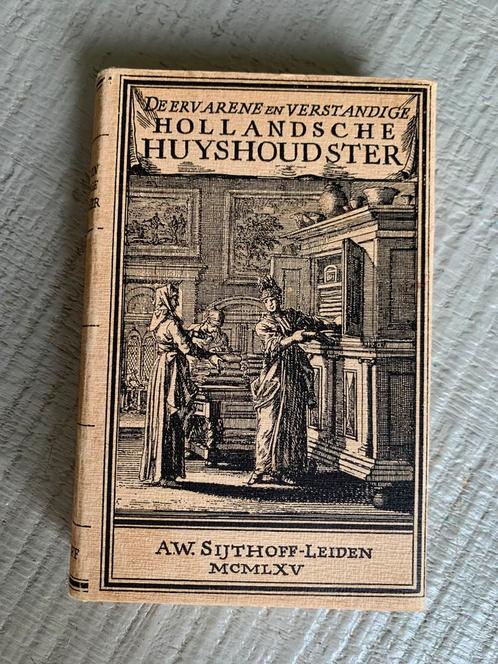 DE ERVARENE EN VERSTANDIGE
HOLLANDSCHE
HUYSHOUDSTER
A.W. SIJTHOFF-LEIDEN
MCMLXV